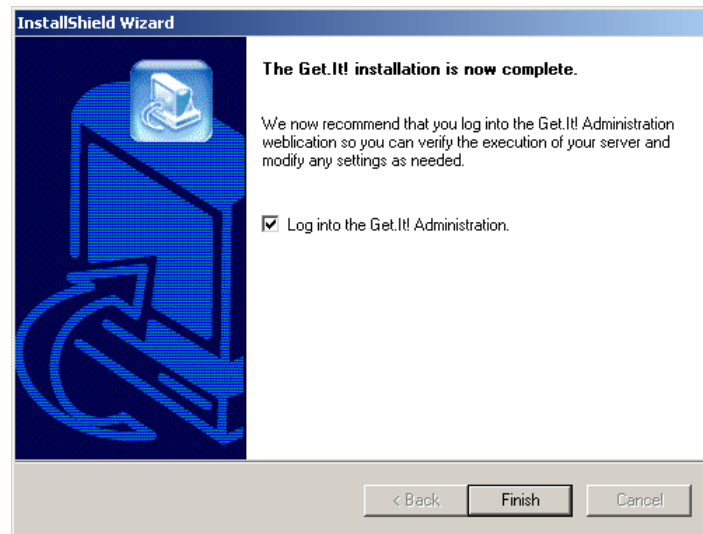 InstallShield Wizard
The Get.It! installation is now complete.
We now recommend that you log into the Get.It! Administration
weblication so you can verify the execution of your server and
modify any settings as needed.
Log into the Get.It! Administration.
< Back
Finish
Cancel